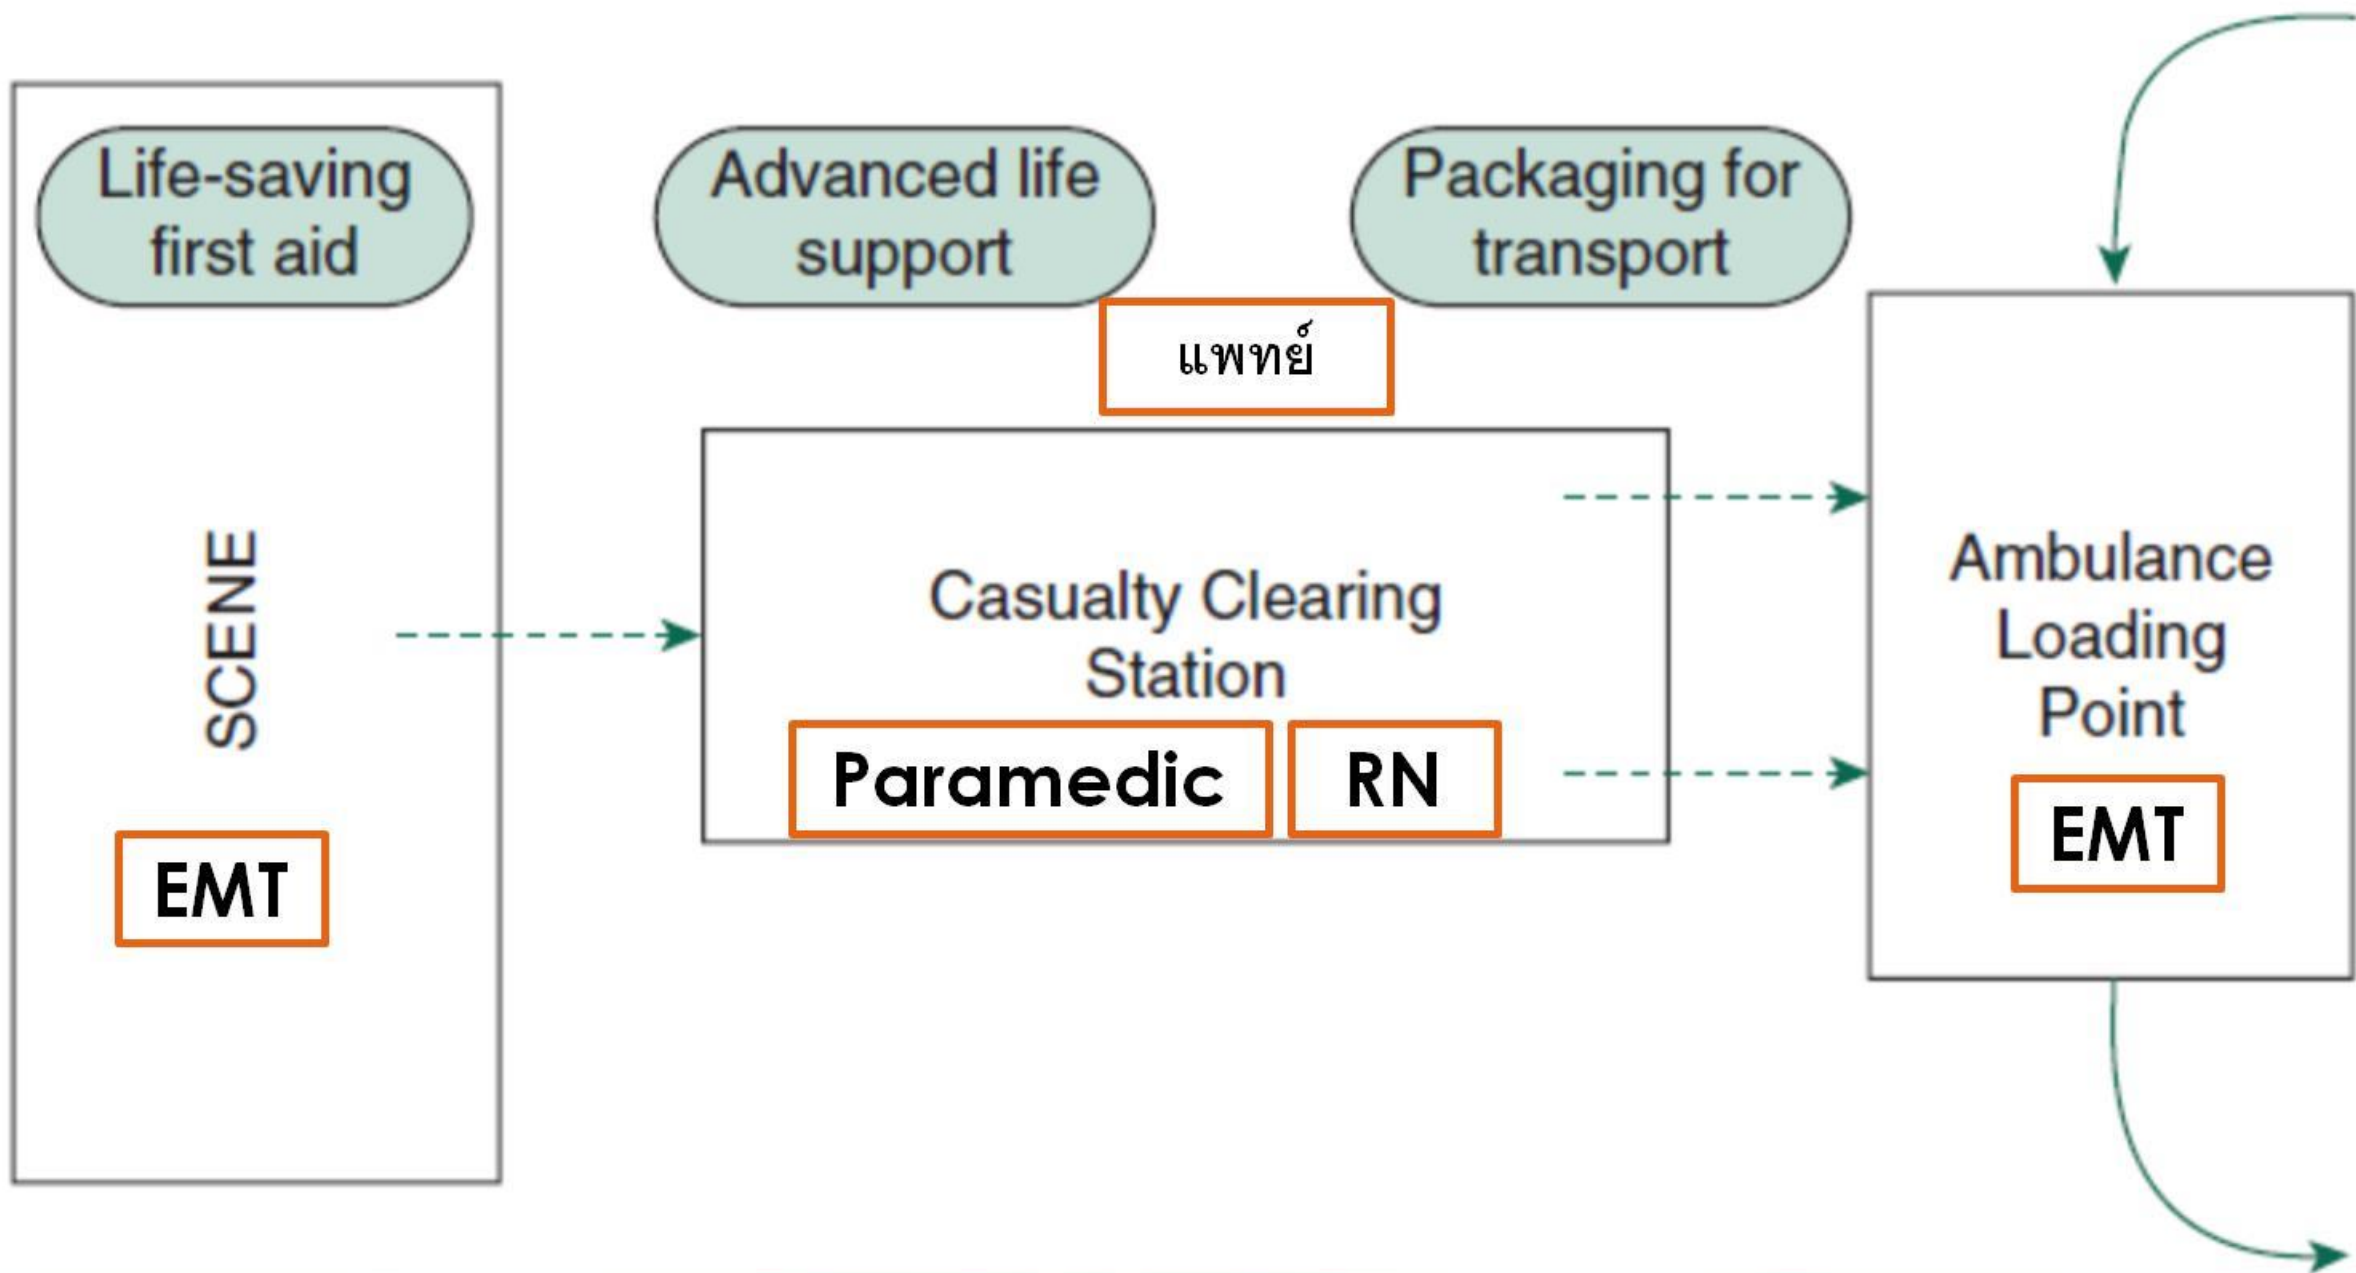 Life-saving
first aid
Advanced life
support
Packaging for
transport
แพทย์
SCENE
Casualty Clearing
Station
Ambulance
Loading
Point
Paramedic
RN
EMT
EMT